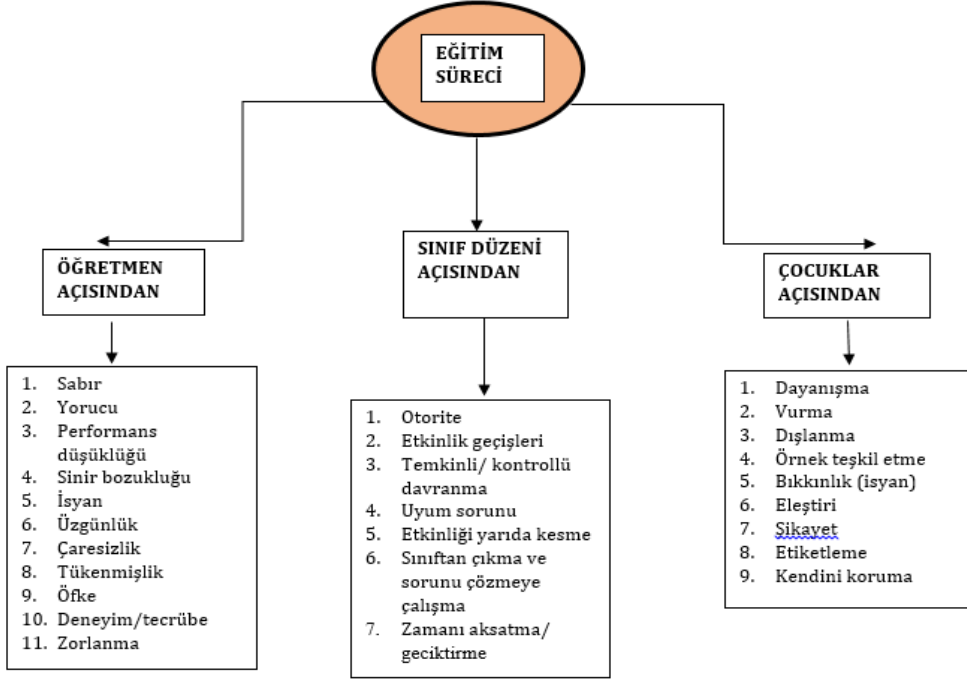 EĞİTİM
SÜRECİ
ÖĞRETMEN
AÇISINDAN
1. Sabır
2. Yorucu
3. Performans
düşüklüğü
4. Sinir bozukluğu
5. İsyan
6. Üzgünlük
7. Çaresizlik
8. Tükenmişlik
9. Öfke
10. Deneyim/tecrübe
11. Zorlanma
SINIF DÜZENİ
AÇISINDAN
1. Otorite
2. Etkinlik geçişleri
3. Temkinli/ kontrollü
davranma
4. Uyum sorunu
5. Etkinliği yarıda kesme
6. Sınıftan çıkma ve
sorunu çözmeye
çalışma
7. Zamanı aksatma/
geciktirme
ÇOCUKLAR
AÇISINDAN
1. Dayanışma
2. Vurma
3. Dışlanma
4. Örnek teşkil etme
5. Bıkkınlık (isyan)
6. Eleştiri
7. Şikayet
8. Etiketleme
9. Kendini koruma